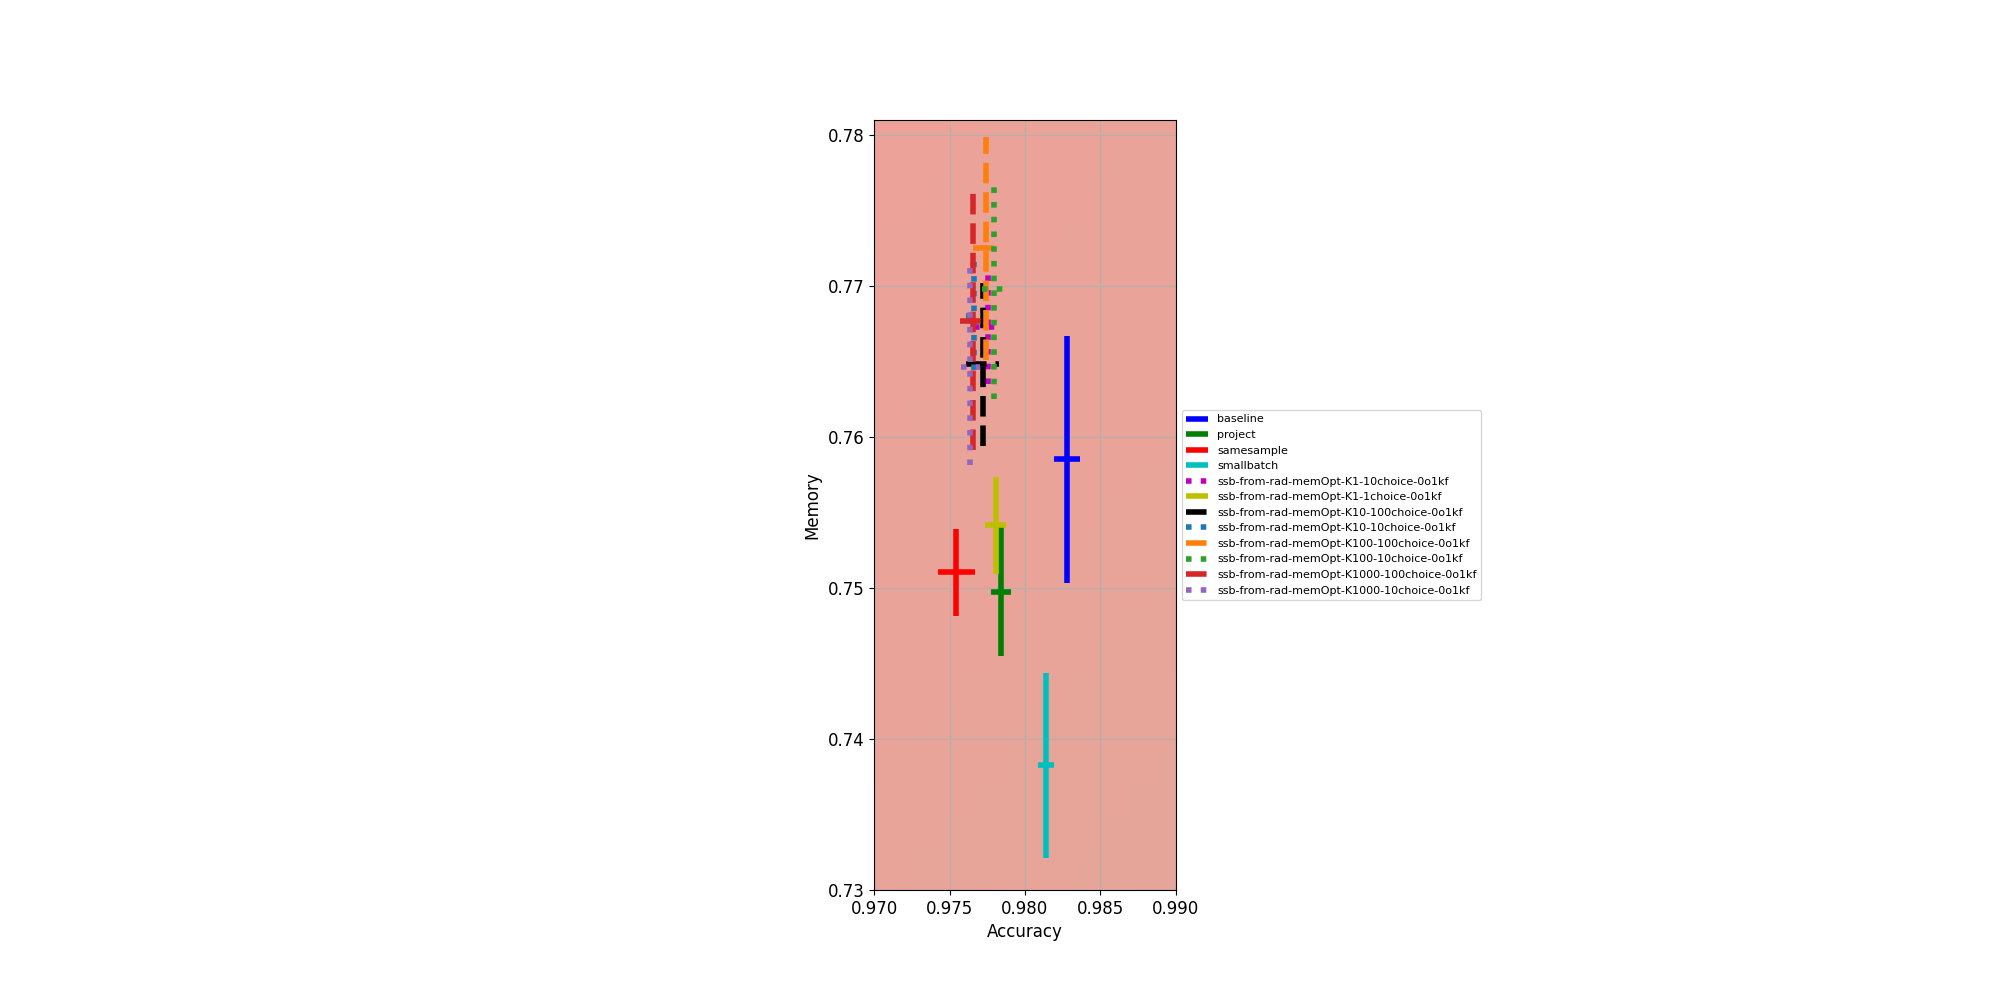 0.78
0.77
0.76
0.75
0.74
0.73
Memory
0.970 0.975 0.980 0.985 0.990
Accuracy
baseline
project
samesample
smallbatch
ssb-from-rad-memOpt-K1-10choice-0o1kf
ssb-from-rad-memOpt-K1-1choice-0o1kf
ssb-from-rad-memOpt-K10-100choice-0o1kf
ssb-from-rad-memOpt-K10-10choice-0o1kf
ssb-from-rad-memOpt-K100-100choice-0o1kf
ssb-from-rad-memOpt-K100-10choice-0o1kf
ssb-from-rad-memOpt-K1000-100choice-0o1kf
ssb-from-rad-memOpt-K1000-10choice-0o1kf